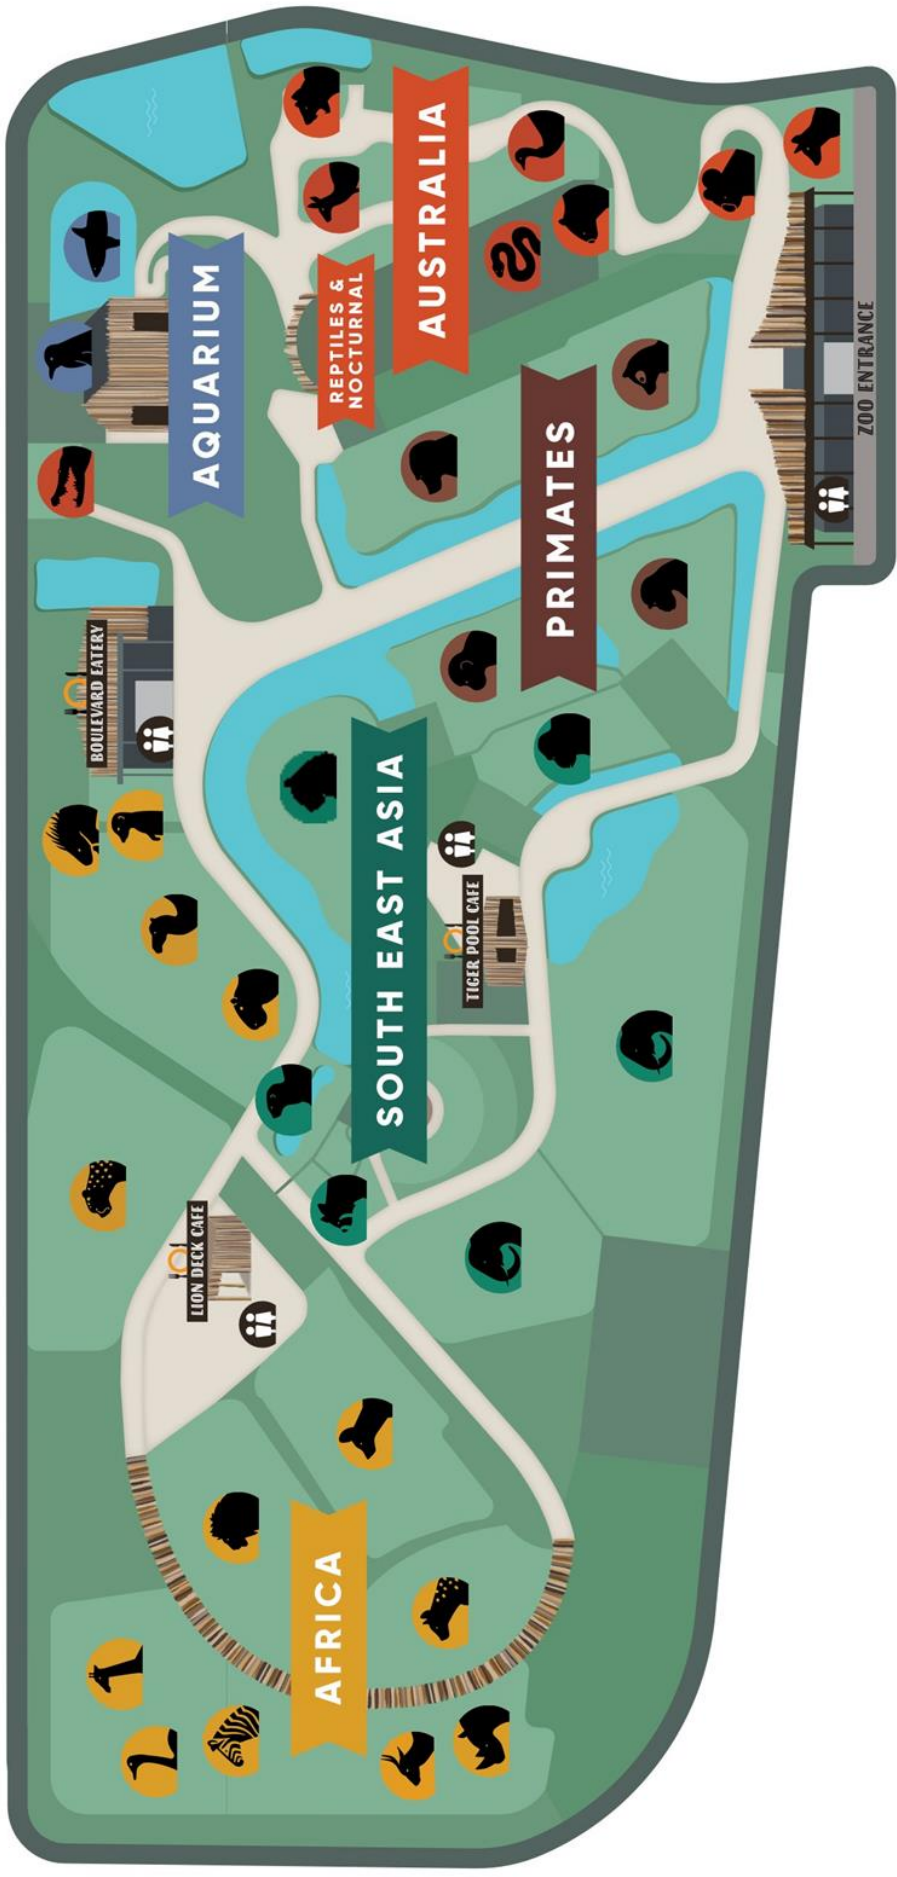 AUSTRALIA
AQUARIUM
REPTILES &
NOCTURNAL
ZOO ENTRANCE
PRIMATES
BOULEVARD EATERY
SOUTH EAST ASIA
TIGER POOL CAFE
LION DECK CAFE
AFRICA